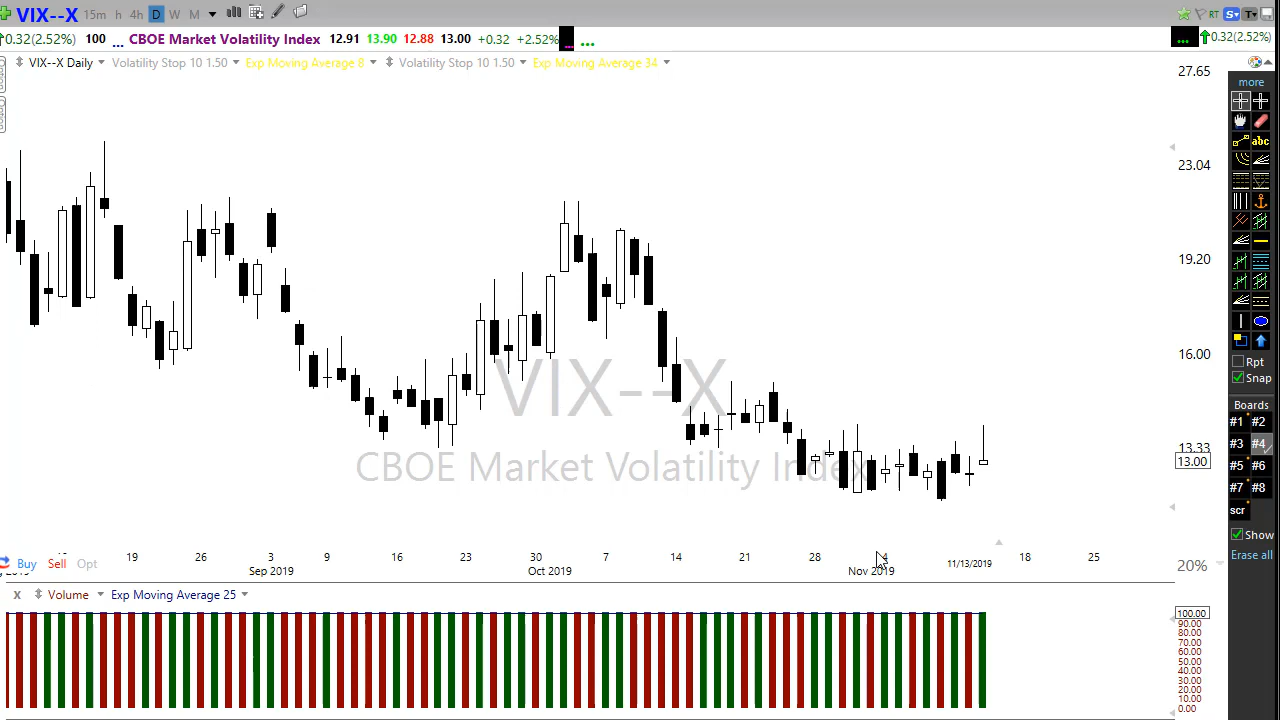 VIX--X 15m h 4h D W M RT S T
0.32(2.52%) 100 ... CBOE Market Volatility Index 12.91 13.90 12.88 13.00 +0.32 +2.52% ... ... ... 0.32(2.52%)
VIX--X Daily Volatility Stop 10 1.50 Exp Moving Average 8 Volatility Stop 10 1.50 Exp Moving Average 34
27.65
23.04
19.20
16.00
13.33
13.00
VIX--X
CBOE Market Volatility Index
more
abc
Rpt
Snap
Boards
#1 #2
#3 #4
#5 #6
#7 #8
scr
Show
Erase all
19 26 3 9 16 23 30 7 14 21 28 4 11/13/2019 18 25
Sep 2019 Oct 2019 Nov 2019
Buy Sell Opt
20%
X Volume Exp Moving Average 25
100.00
90.00
80.00
70.00
60.00
50.00
40.00
30.00
20.00
10.00
0.00